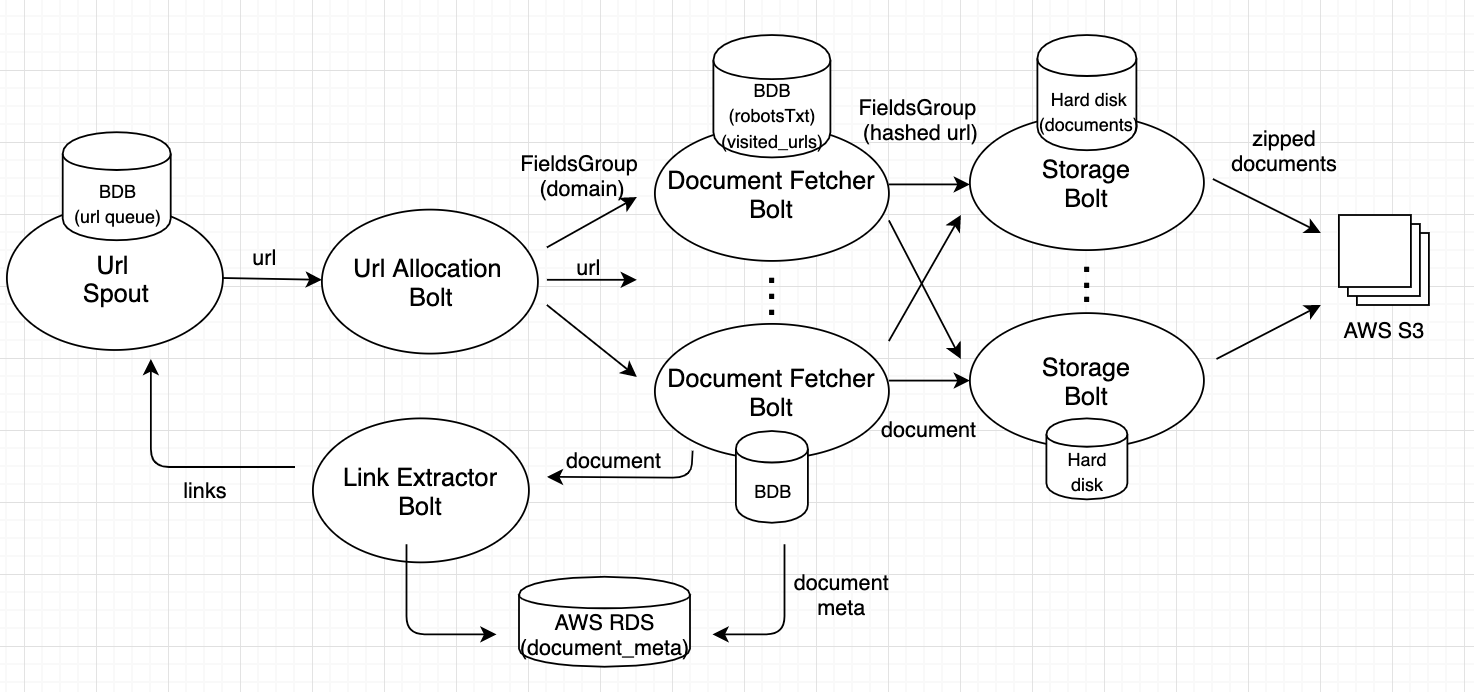 BDB
(url queue)
Url
Spout
url
Url Allocation
Bolt
FieldsGroup
(domain)
url
BDB
(robotsTxt)
(visited_urls)
Document Fetcher
Bolt
FieldsGroup
(hashed url)
Hard disk
(documents)
Storage
Bolt
zipped
documents
AWS S3
Document Fetcher
Bolt
BDB
document
Storage
Bolt
Hard
disk
document
Link Extractor
Bolt
links
document
meta
AWS RDS
(document_meta)